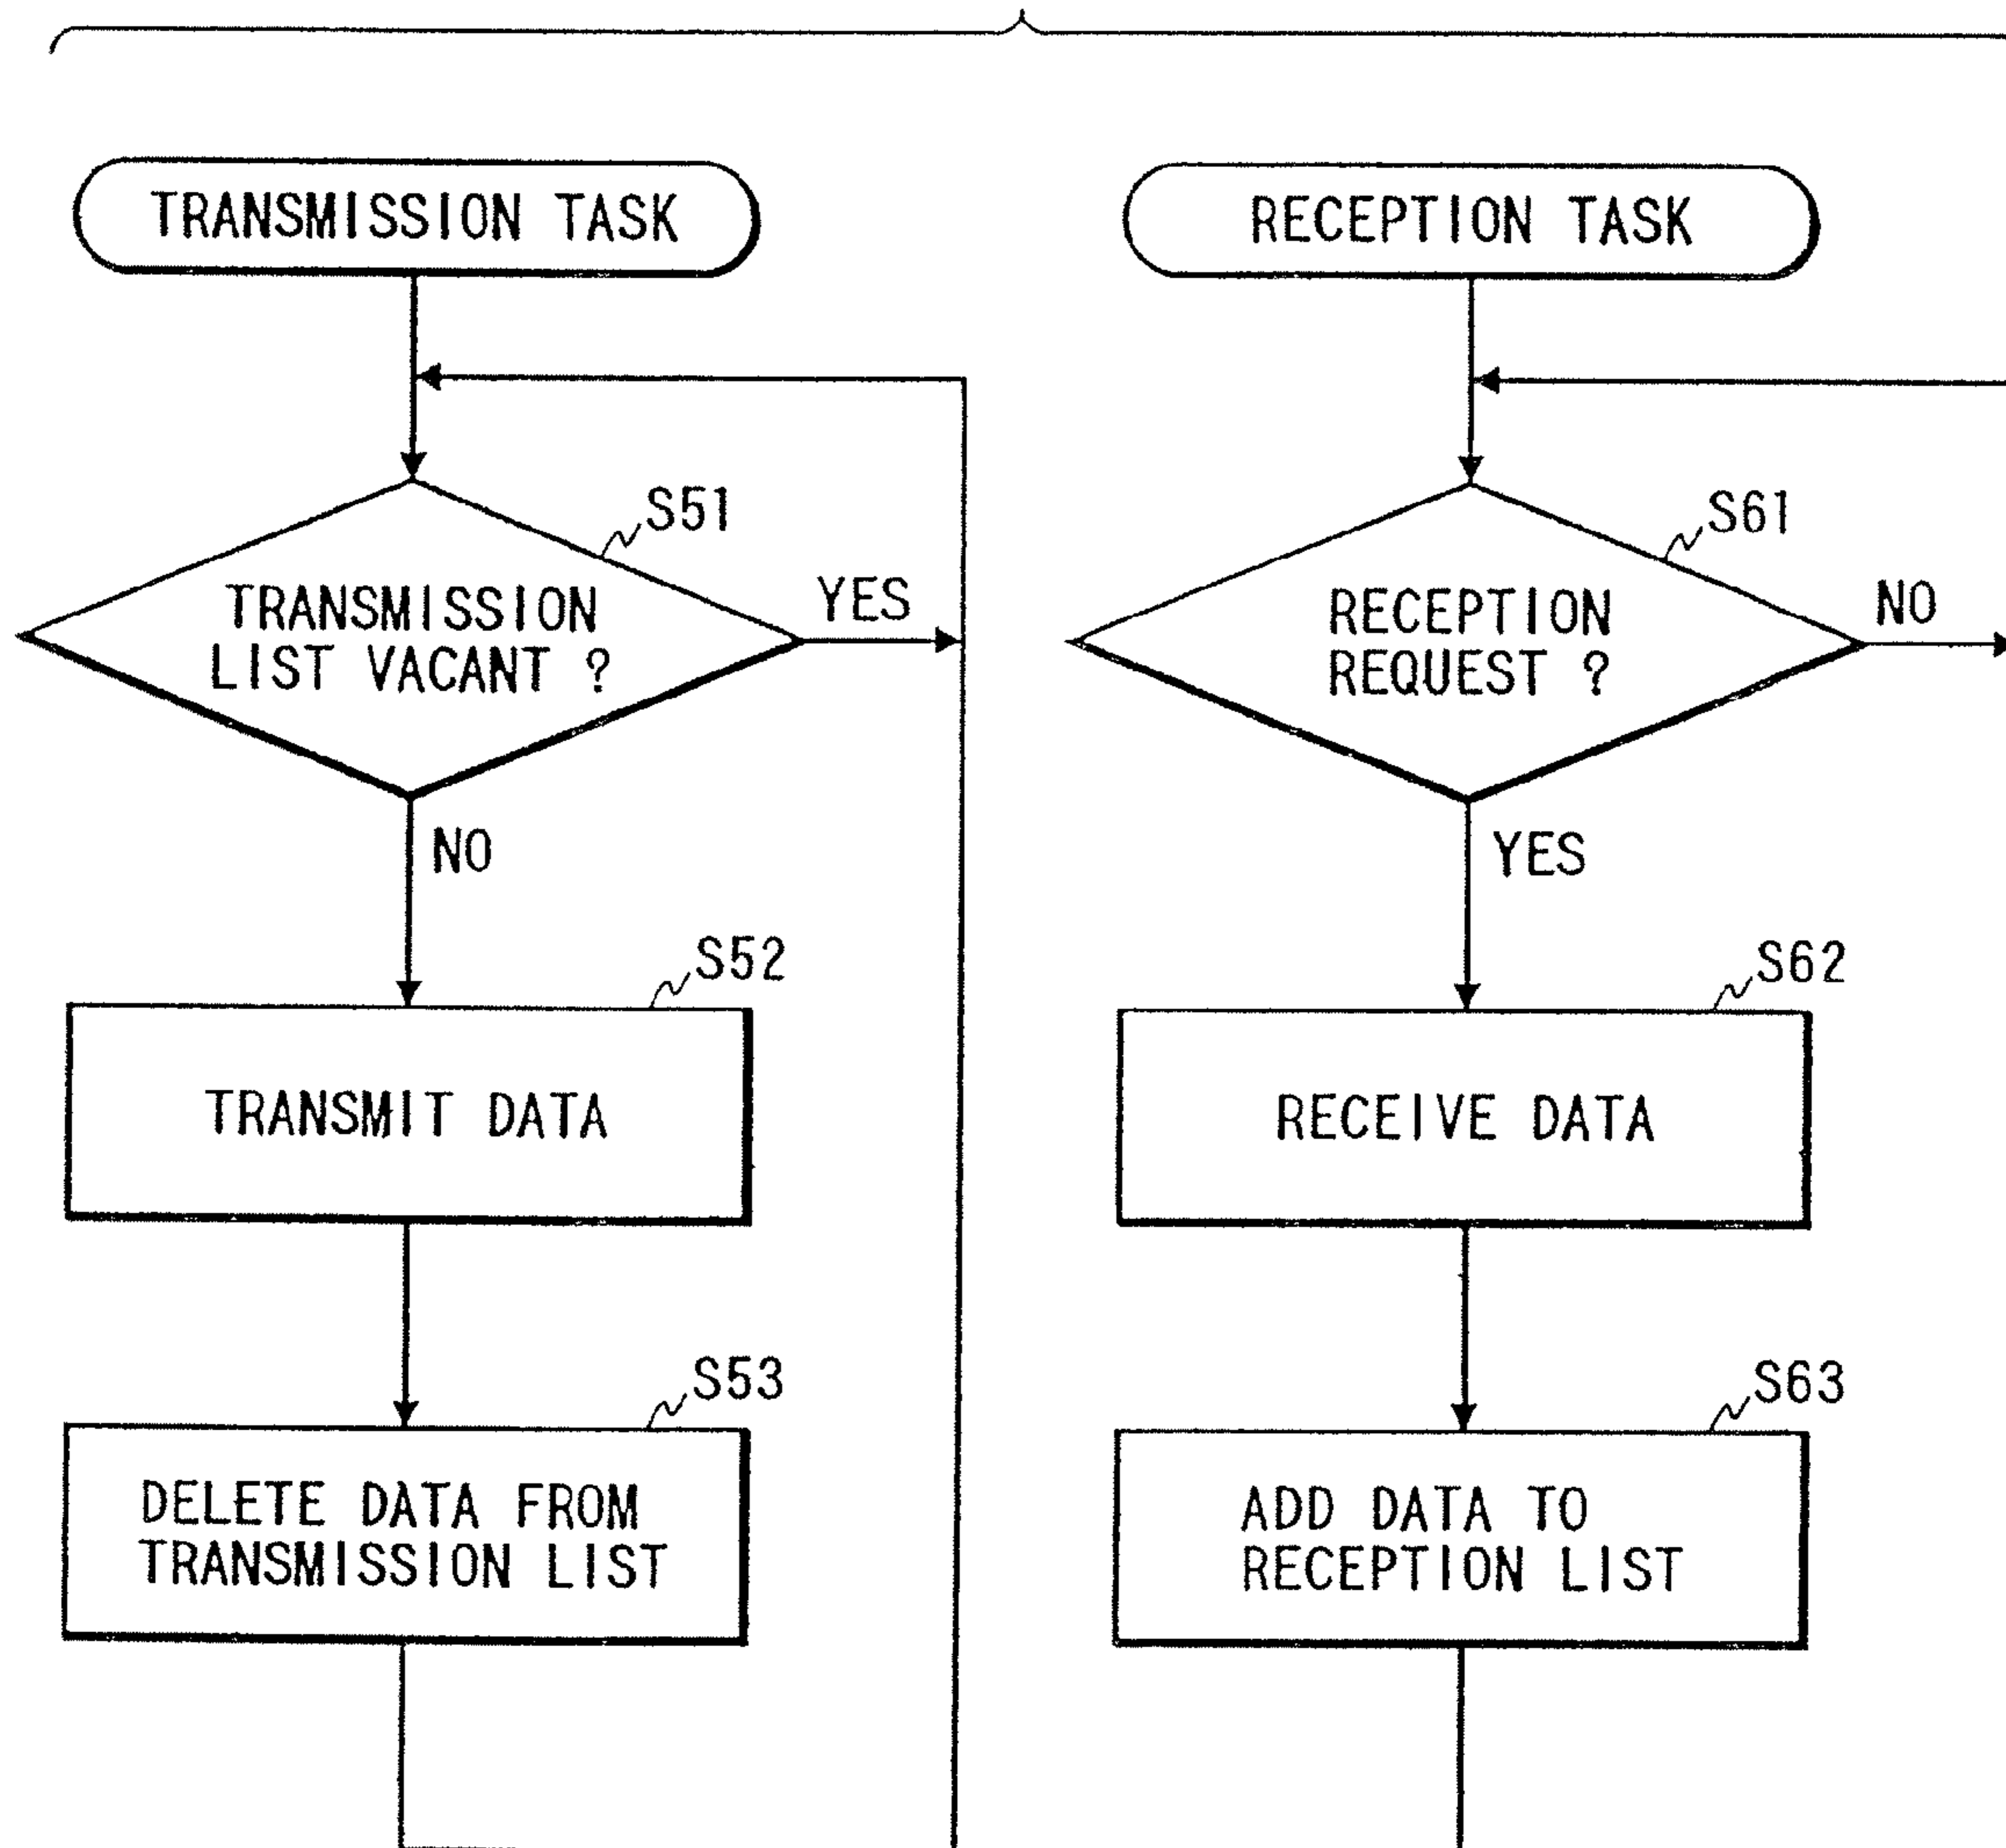 TRANSMISSION TASK
S51
TRANSMISSION
LIST VACANT ?
YES
NO
S52
TRANSMIT DATA
S53
DELETE DATA FROM
TRANSMISSION LIST
RECEPTION TASK
S61
RECEPTION
REQUEST ?
NO
YES
S62
RECEIVE DATA
S63
ADD DATA TO
RECEPTION LIST